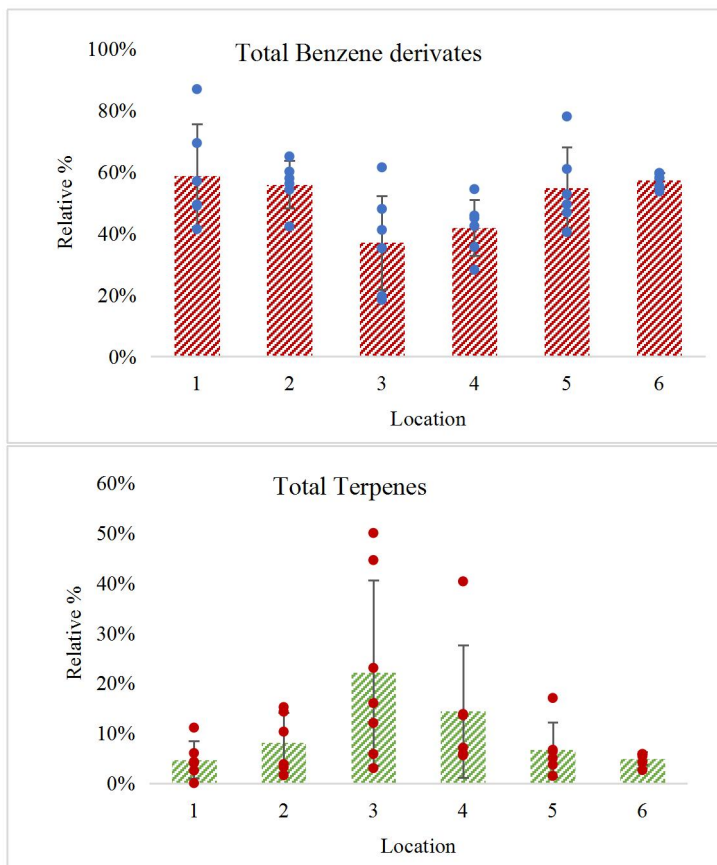 Total Benzene derivates
100%
80%
60%
40%
20%
0%
Relative %
1 2 3 4 5 6
Location
Total Terpenes
60%
50%
40%
30%
20%
10%
0%
Relative %
1 2 3 4 5 6
Location